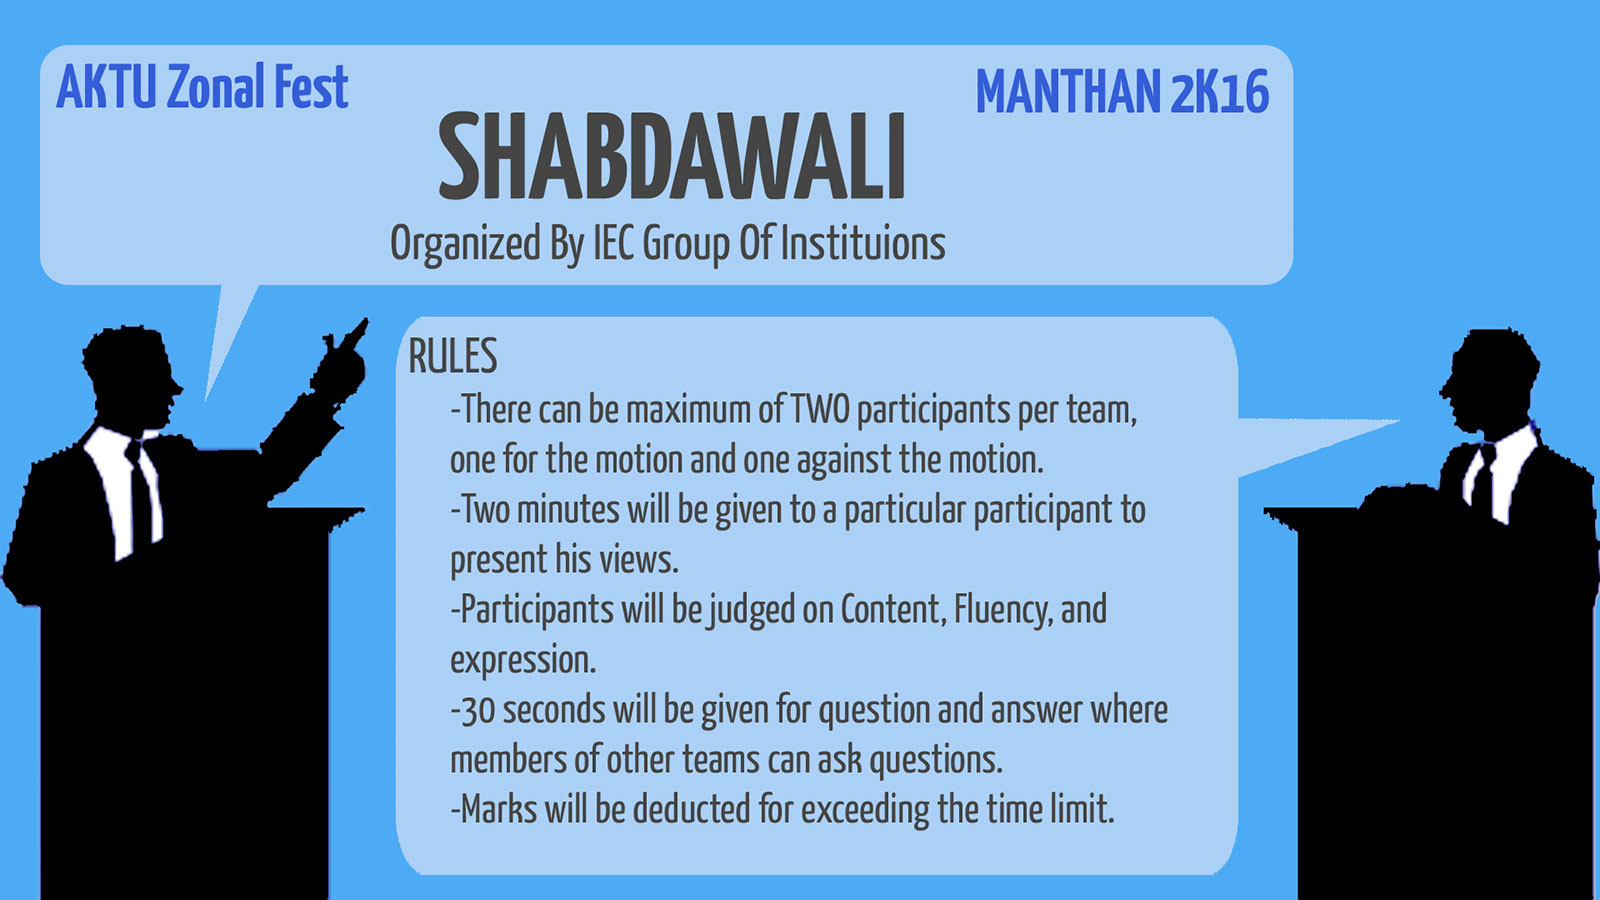 AKTU Zonal Fest
MANTHAN 2K16
SHABDAWALI
Organized By IEC Group Of Instituions
RULES
-There can be maximum of TWO participants per team,
one for the motion and one against the motion.
-Two minutes will be given to a particular participant to
present his views.
-Participants will be judged on Content, Fluency, and
expression.
-30 seconds will be given for question and answer where
members of other teams can ask questions.
-Marks will be deducted for exceeding the time limit.